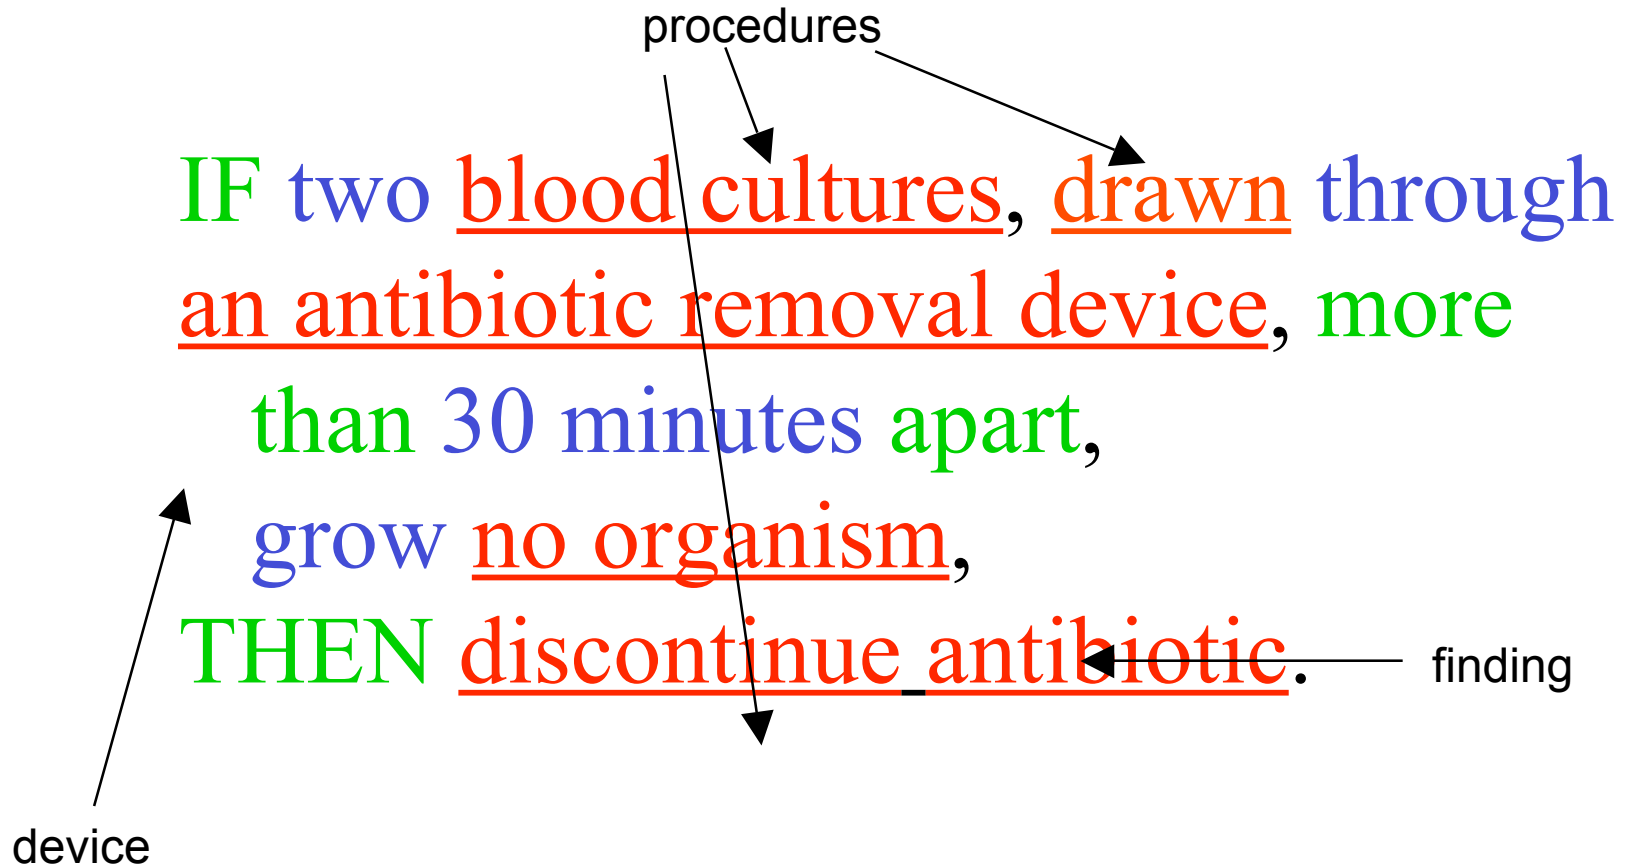 procedures
IF two blood cultures, drawn through
an antibiotic removal device, more
than 30 minutes apart,
grow no organism,
THEN discontinue antibiotic.
finding
device